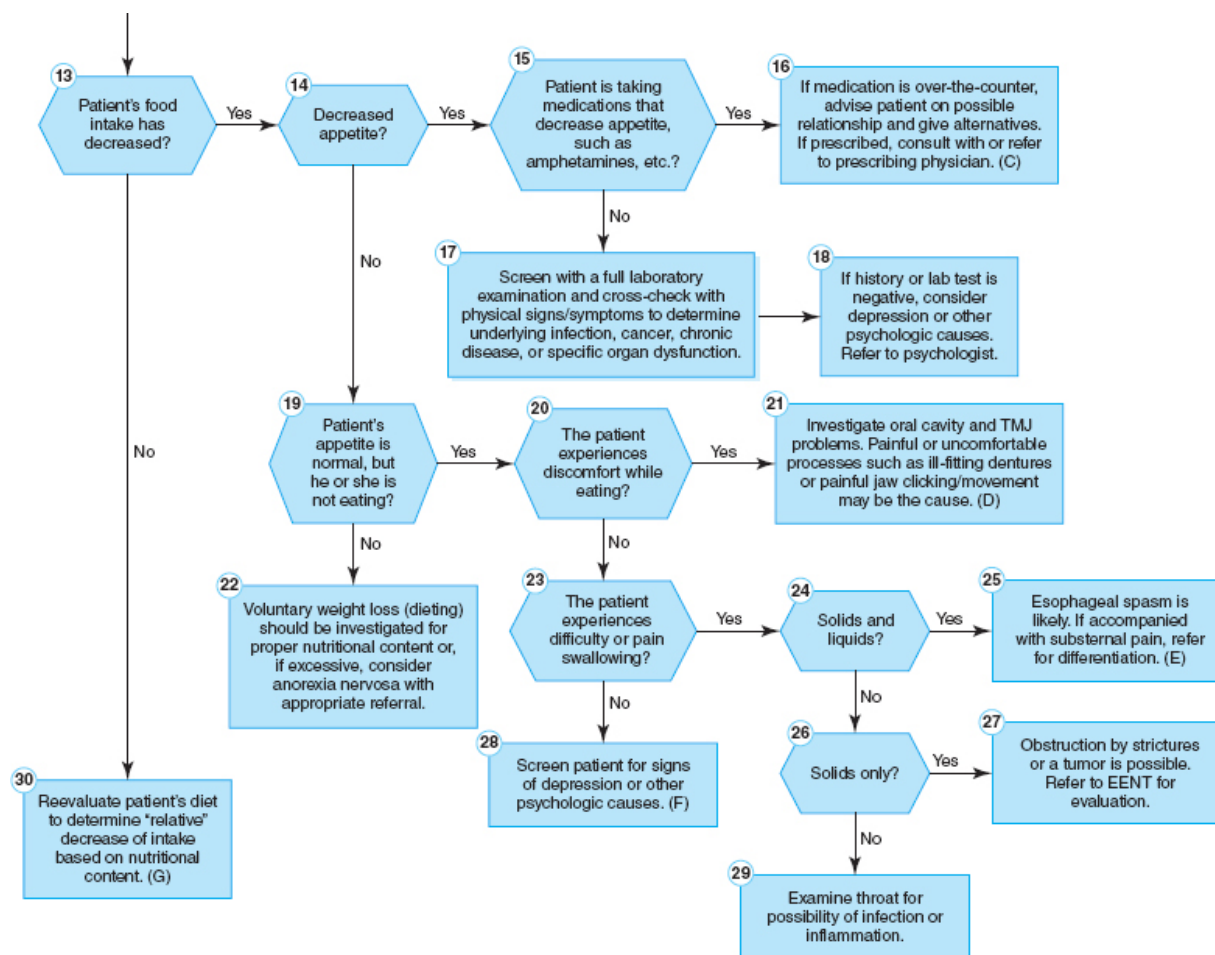 13
Patient's food
intake has
decreased?
Yes
14
Decreased
appetite?
Yes
15
Patient is taking
medications that
decrease appetite,
such as
amphetamines, etc.?
Yes
16
If medication is over-the-counter,
advise patient on possible
relationship and give alternatives.
If prescribed, consult with or refer
to prescribing physician. (C)
No
17
Screen with a full laboratory
examination and cross-check with
physical signs/symptoms to determine
underlying infection, cancer, chronic
disease, or specific organ dysfunction.
18
If history or lab test is
negative, consider
depression or other
psychologic causes.
Refer to psychologist.
No
19
Patient's
appetite is
normal, but
he or she is
not eating?
Yes
20
The patient
experiences
discomfort while
eating?
Yes
21
Investigate oral cavity and TMJ
problems. Painful or uncomfortable
processes such as ill-fitting dentures
or painful jaw clicking/movement
may be the cause. (D)
No
No
No
22
Voluntary weight loss (dieting)
should be investigated for
proper nutritional content or,
if excessive, consider
anorexia nervosa with
appropriate referral.
23
The patient
experiences
difficulty or pain
swallowing?
Yes
24
Solids and
liquids?
Yes
25
Esophageal spasm is
likely. If accompanied
with substernal pain, refer
for differentiation. (E)
No
No
28
Screen patient for signs
of depression or other
psychologic causes. (F)
26
Solids only?
Yes
27
Obstruction by strictures
or a tumor is possible.
Refer to EENT for
evaluation.
30
Reevaluate patient's diet
to determine "relative"
decrease of intake
based on nutritional
content. (G)
No
29
Examine throat for
possibility of infection or
inflammation.